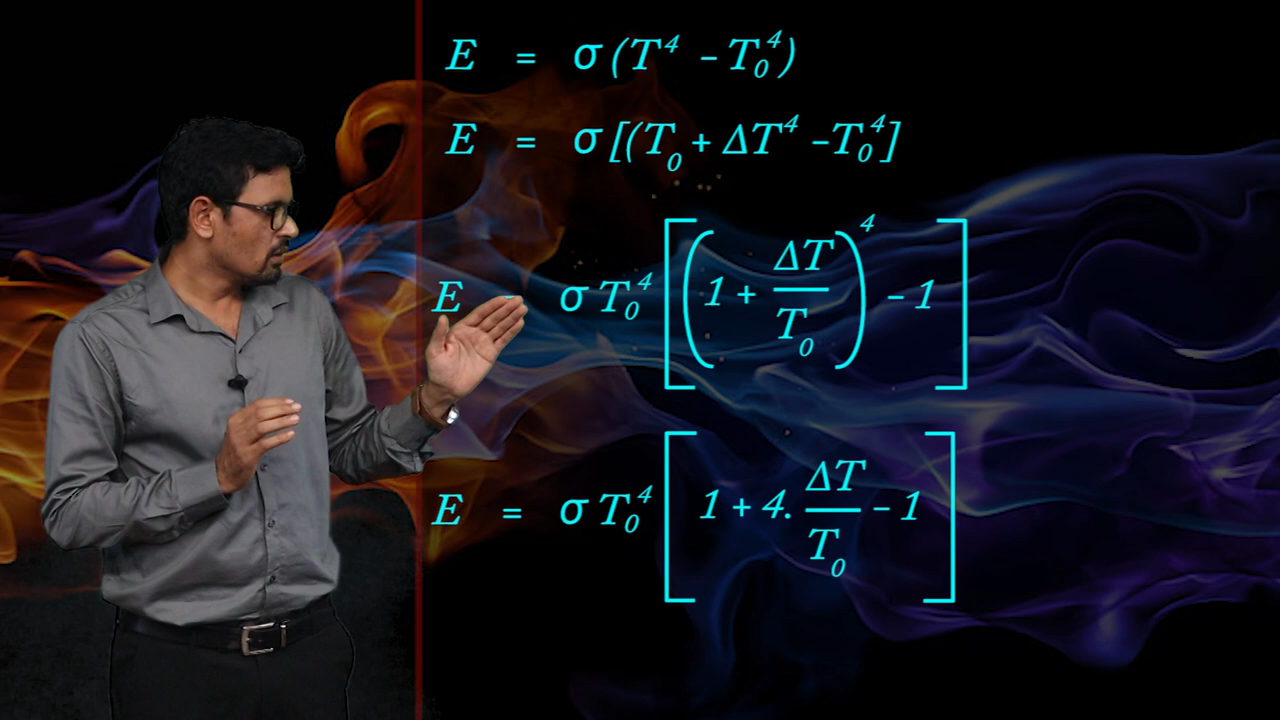 E = σ (T⁴ – T₀⁴)
E = σ [(T₀ + ΔT⁴ – T₀⁴]
E = σ T₀⁴ [(1 + ΔT/T₀)⁴ – 1]
E = σ T₀⁴ [1 + 4. ΔT/T₀ – 1]